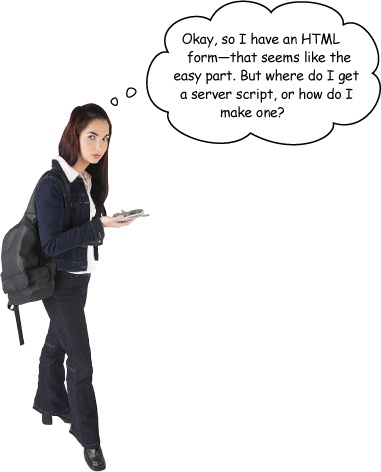 Okay, so I have an HTML
form—that seems like the
easy part. But where do I get
a server script, or how do I
make one?